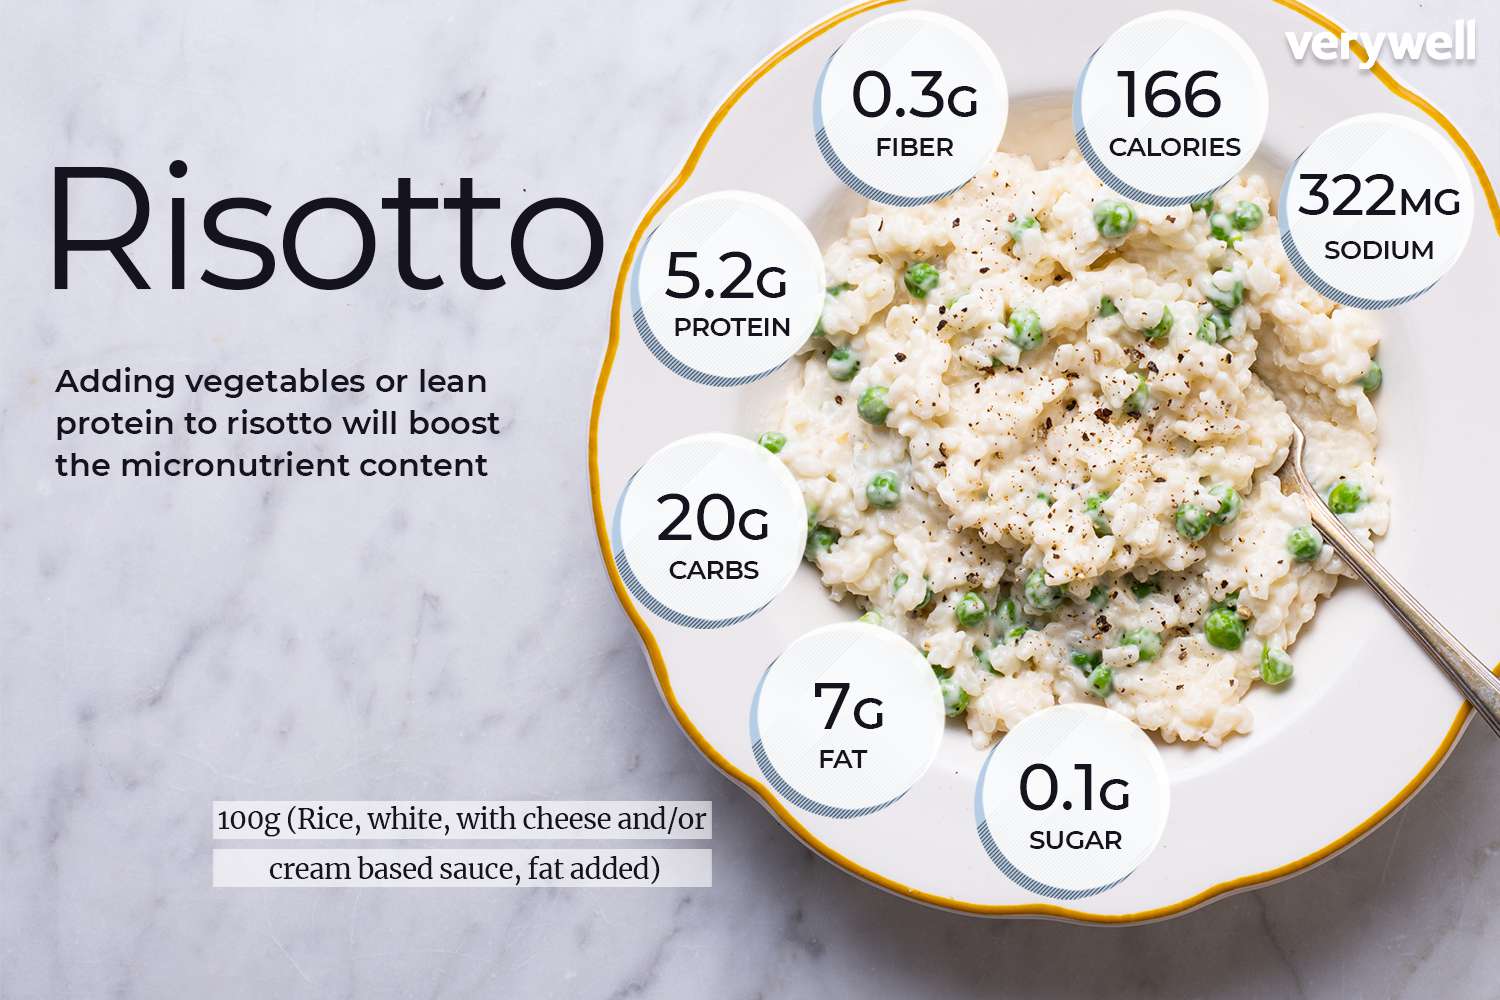 verywell
Risotto
Adding vegetables or lean
protein to risotto will boost
the micronutrient content
0.3G
FIBER
166
CALORIES
322MG
SODIUM
5.2G
PROTEIN
20G
CARBS
7G
FAT
0.1G
SUGAR
100g (Rice, white, with cheese and/or
cream based sauce, fat added)